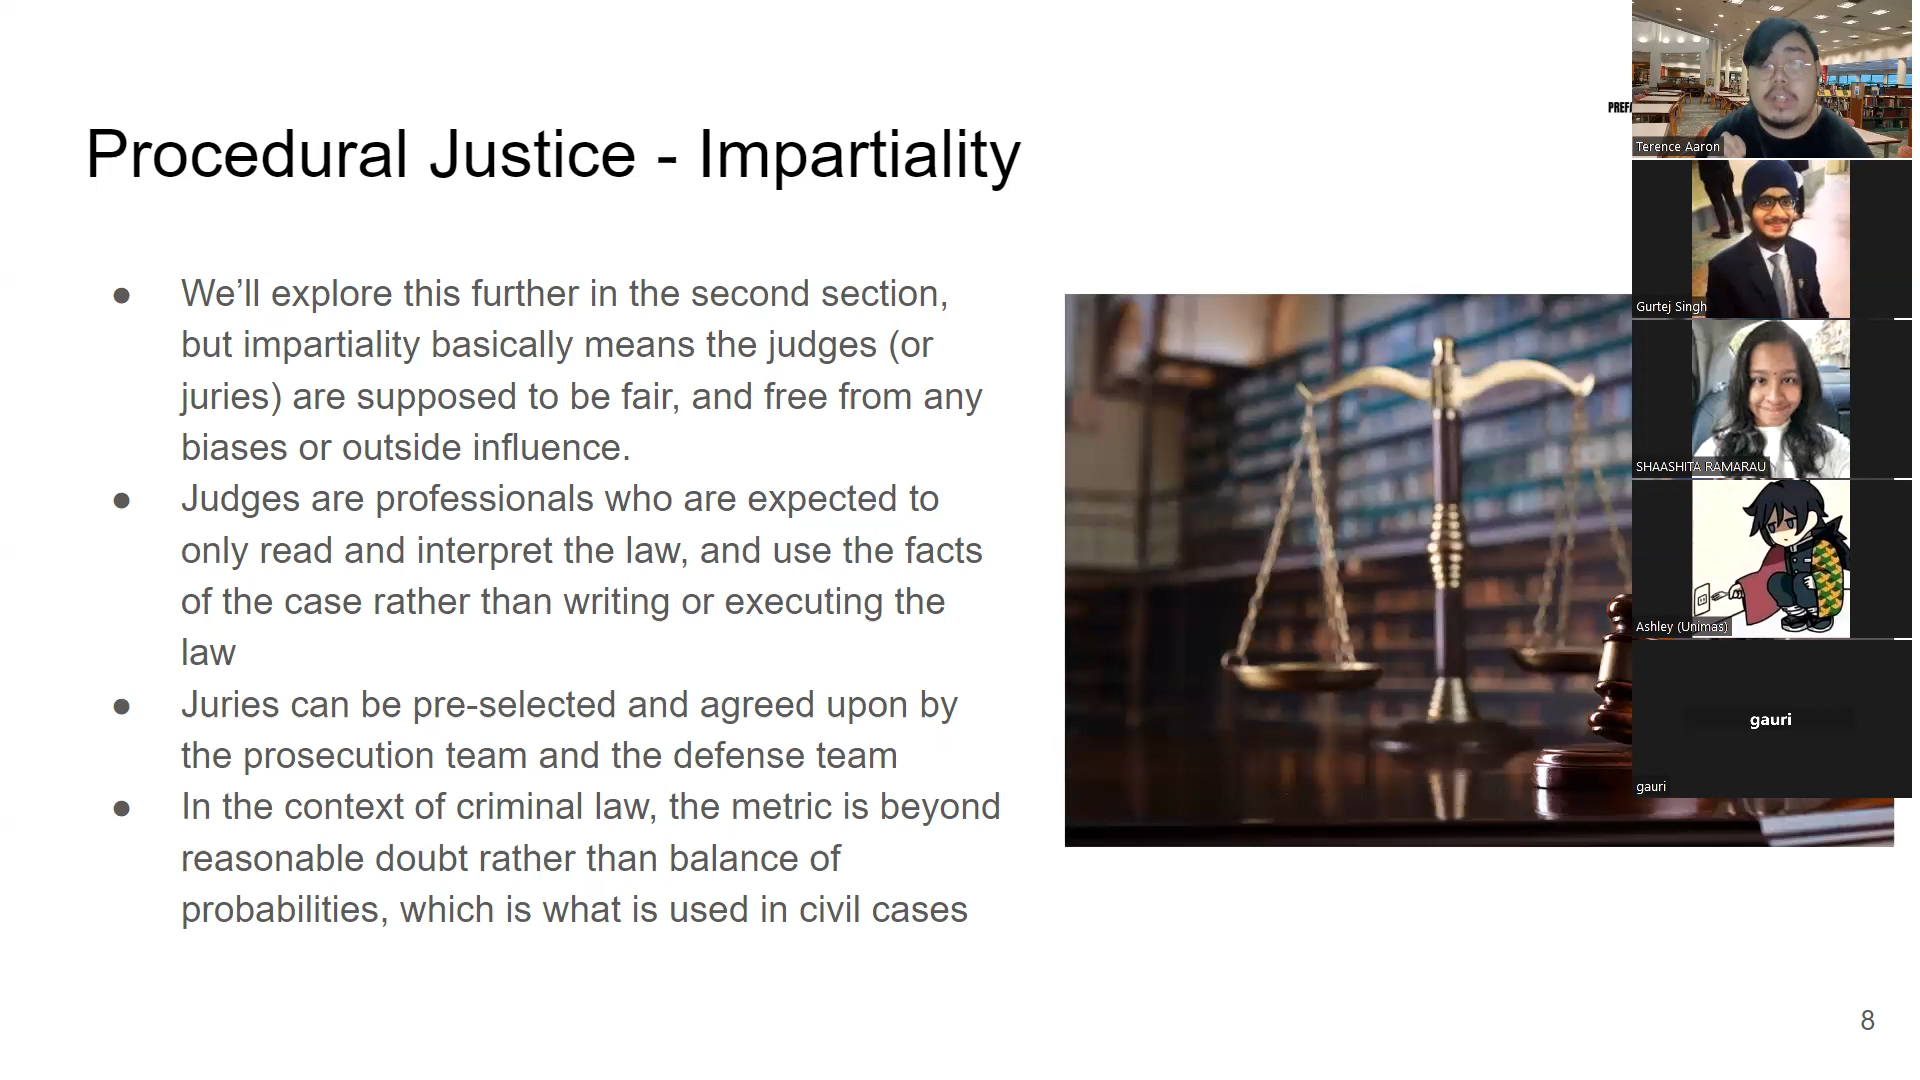 Procedural Justice - Impartiality
● We’ll explore this further in the second section,
but impartiality basically means the judges (or
juries) are supposed to be fair, and free from any
biases or outside influence.
● Judges are professionals who are expected to
only read and interpret the law, and use the facts
of the case rather than writing or executing the
law
● Juries can be pre-selected and agreed upon by
the prosecution team and the defense team
● In the context of criminal law, the metric is beyond
reasonable doubt rather than balance of
probabilities, which is what is used in civil cases
8
Terence Aaron
Gurtej Singh
SHAASHITA RAMARAU
Ashley (Unimas)
gauri
gauri